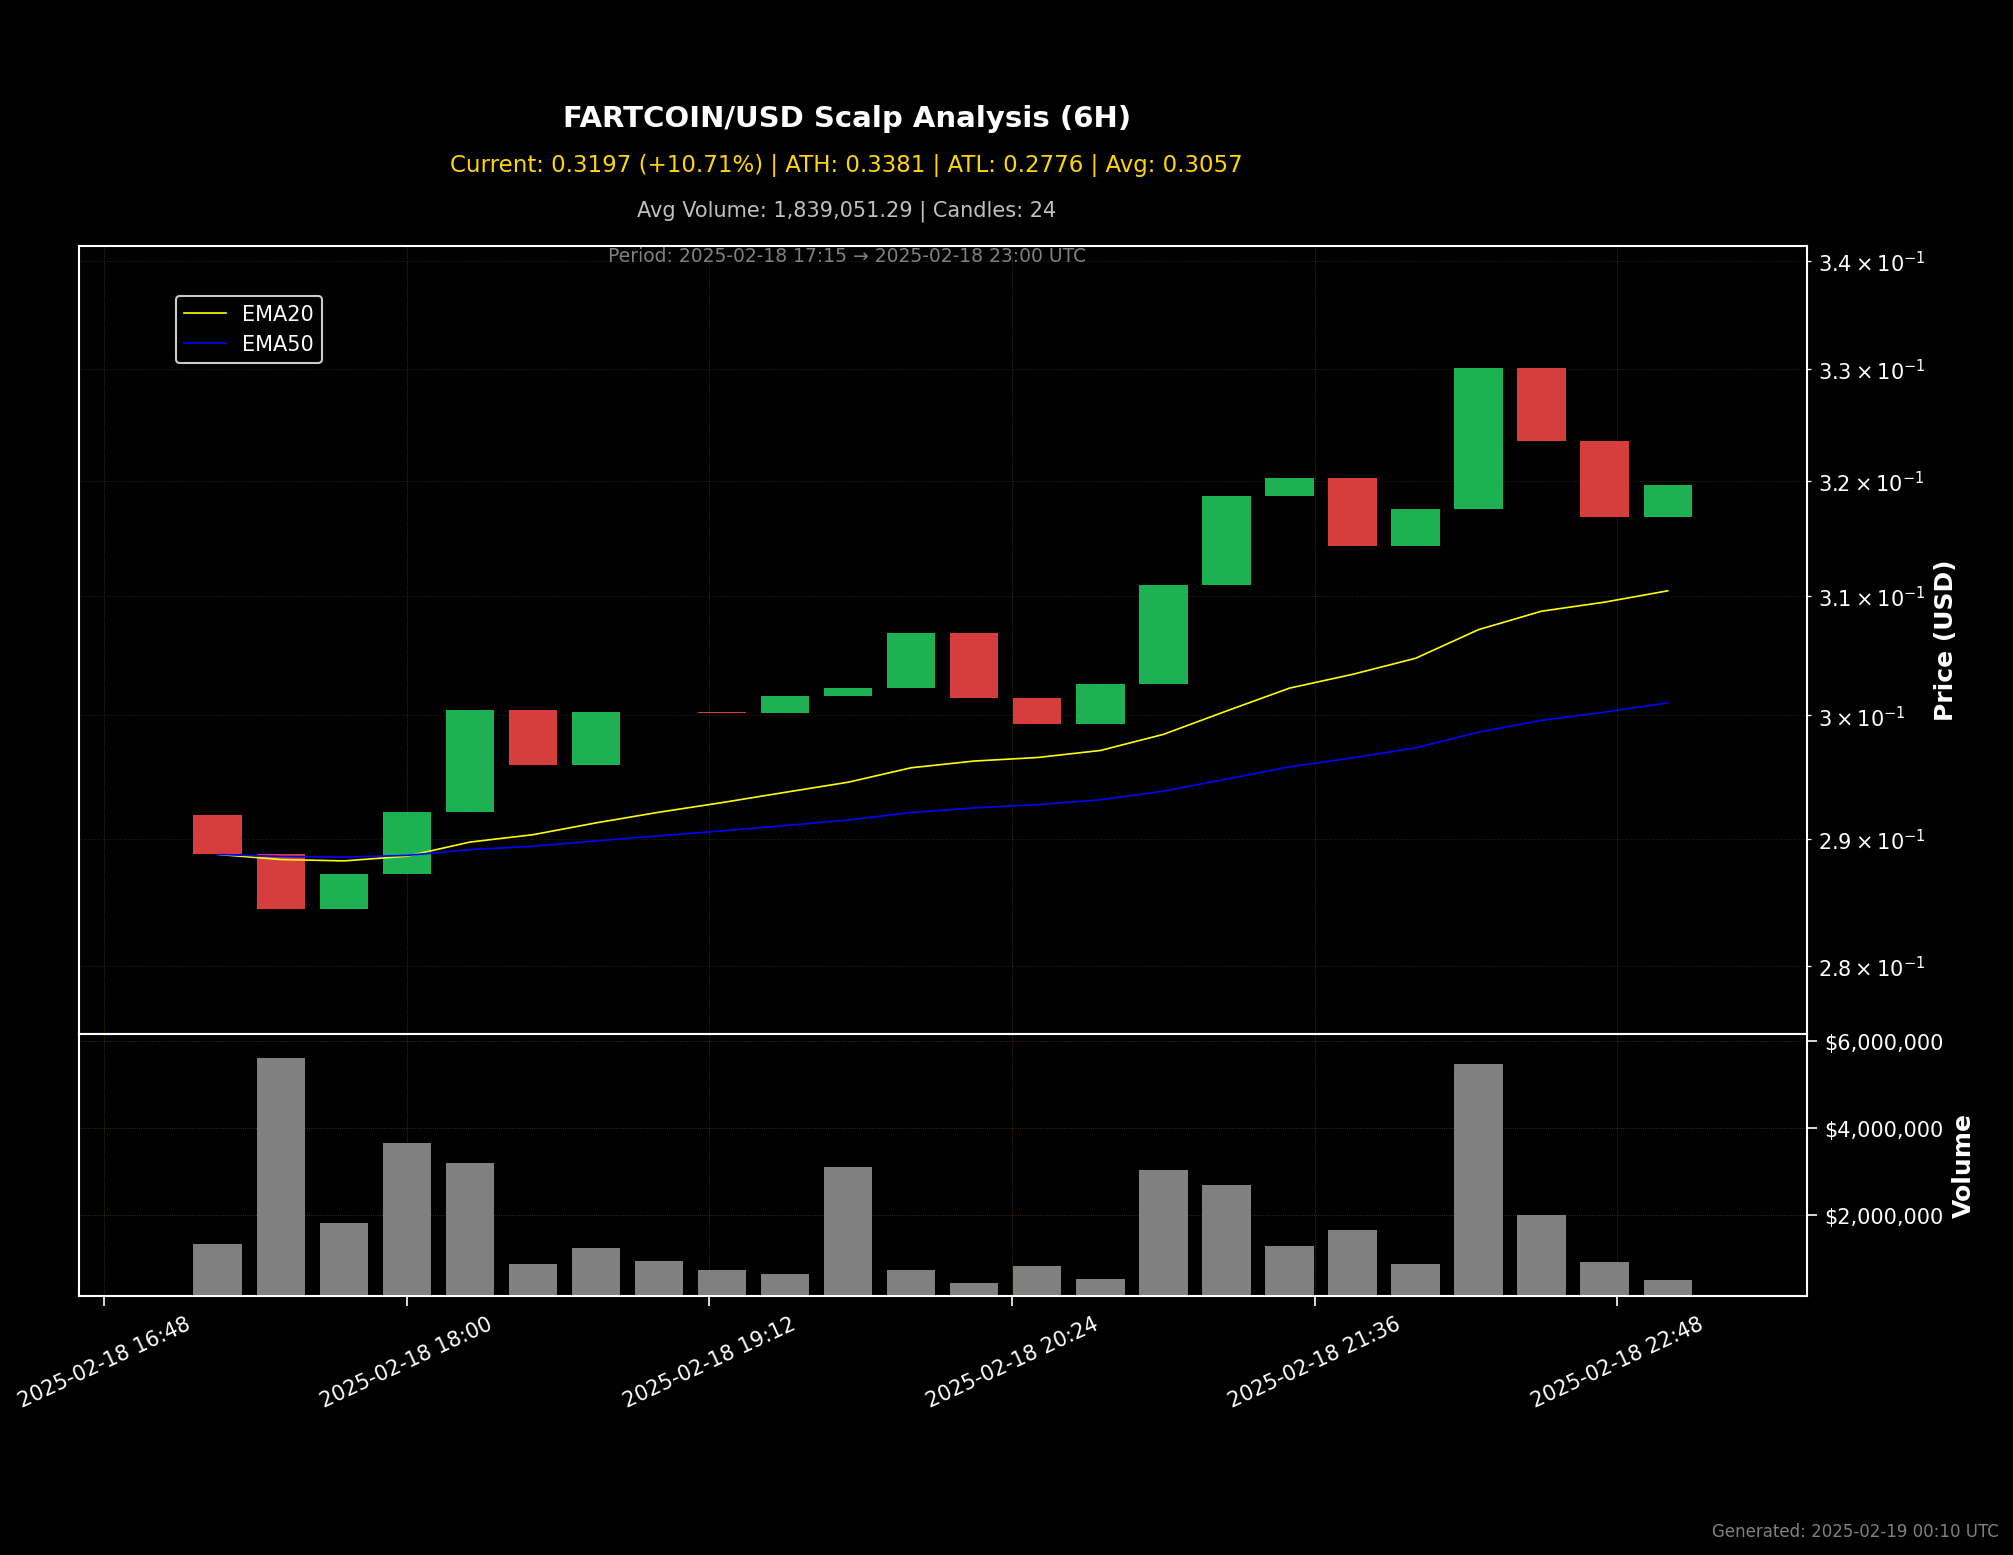 FARTCOIN/USD Scalp Analysis (6H)
Current: 0.3197 (+10.71%) | ATH: 0.3381 | ATL: 0.2776 | Avg: 0.3057
Avg Volume: 1,839,051.29 | Candles: 24
Period: 2025-02-18 17:15 → 2025-02-18 23:00 UTC
EMA20
EMA50
3.4 × 10⁻¹
3.3 × 10⁻¹
3.2 × 10⁻¹
3.1 × 10⁻¹
3 × 10⁻¹
2.9 × 10⁻¹
2.8 × 10⁻¹
Price (USD)
$6,000,000
$4,000,000
$2,000,000
Volume
2025-02-18 16:48
2025-02-18 18:00
2025-02-18 19:12
2025-02-18 20:24
2025-02-18 21:36
2025-02-18 22:48
Generated: 2025-02-19 00:10 UTC